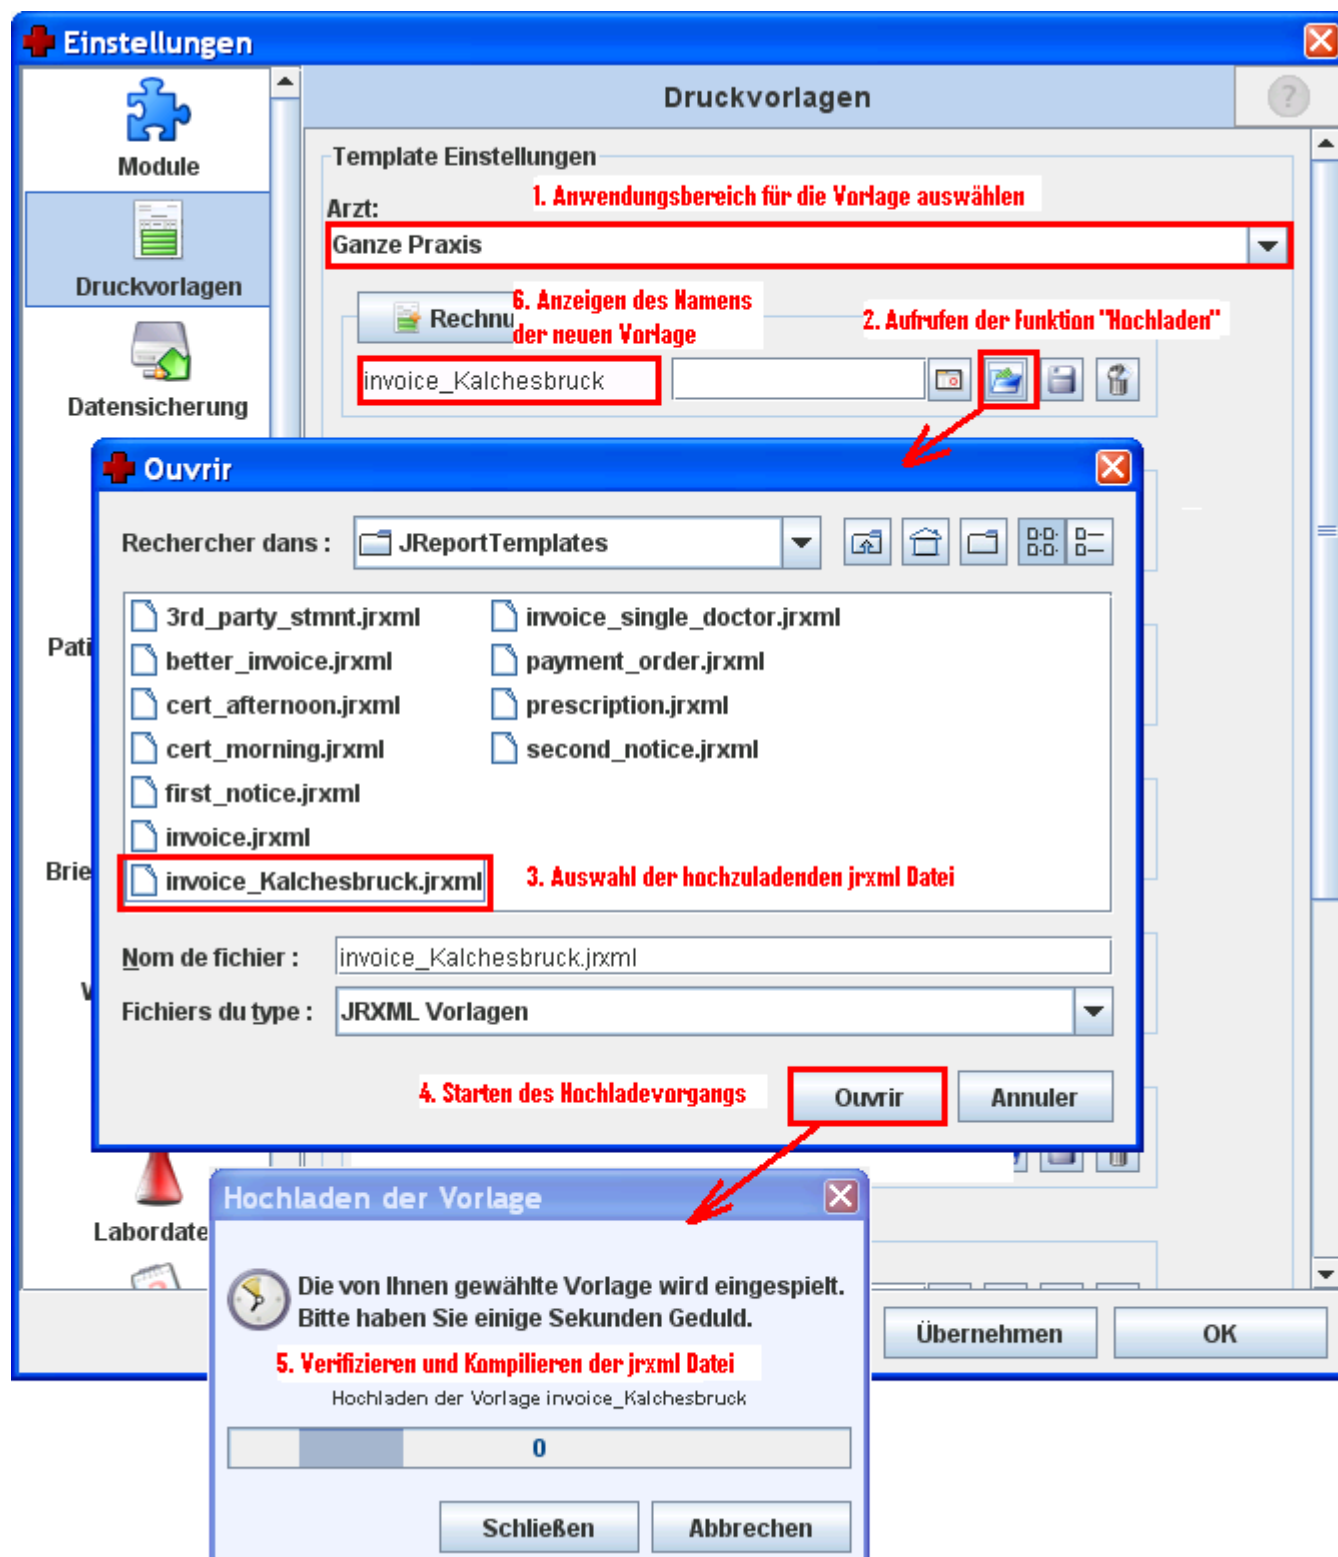 Einstellungen
Module
Druckvorlagen
Datensicherung
Druckvorlagen
?
Template Einstellungen
1. Anwendungsbereich für die Vorlage auswählen
Arzt:
Ganze Praxis
Rechnu
6. Anzeigen des Namens
der neuen Vorlage
2. Aufrufen der Funktion "Hochladen"
invoice_Kalchesbruck
Ouvrir
Rechercher dans :
JReportTemplates
3rd_party_stmnt.jrxml
invoice_single_doctor.jrxml
better_invoice.jrxml
payment_order.jrxml
cert_afternoon.jrxml
prescription.jrxml
cert_morning.jrxml
second_notice.jrxml
first_notice.jrxml
invoice.jrxml
invoice_Kalchesbruck.jrxml
3. Auswahl der hochzuladenden jrxml Datei
Pati
Brie
Nom de fichier :
invoice_Kalchesbruck.jrxml
Fichiers du type :
JRXML Vorlagen
4. Starten des Hochladevorgangs
Ouvrir
Annuler
Labordate
Hochladen der Vorlage
Die von Ihnen gewählte Vorlage wird eingespielt.
Bitte haben Sie einige Sekunden Geduld.
5. Verifizieren und Kompilieren der jrxml Datei
Hochladen der Vorlage invoice_Kalchesbruck
0
Schließen
Abbrechen
Übernehmen
OK